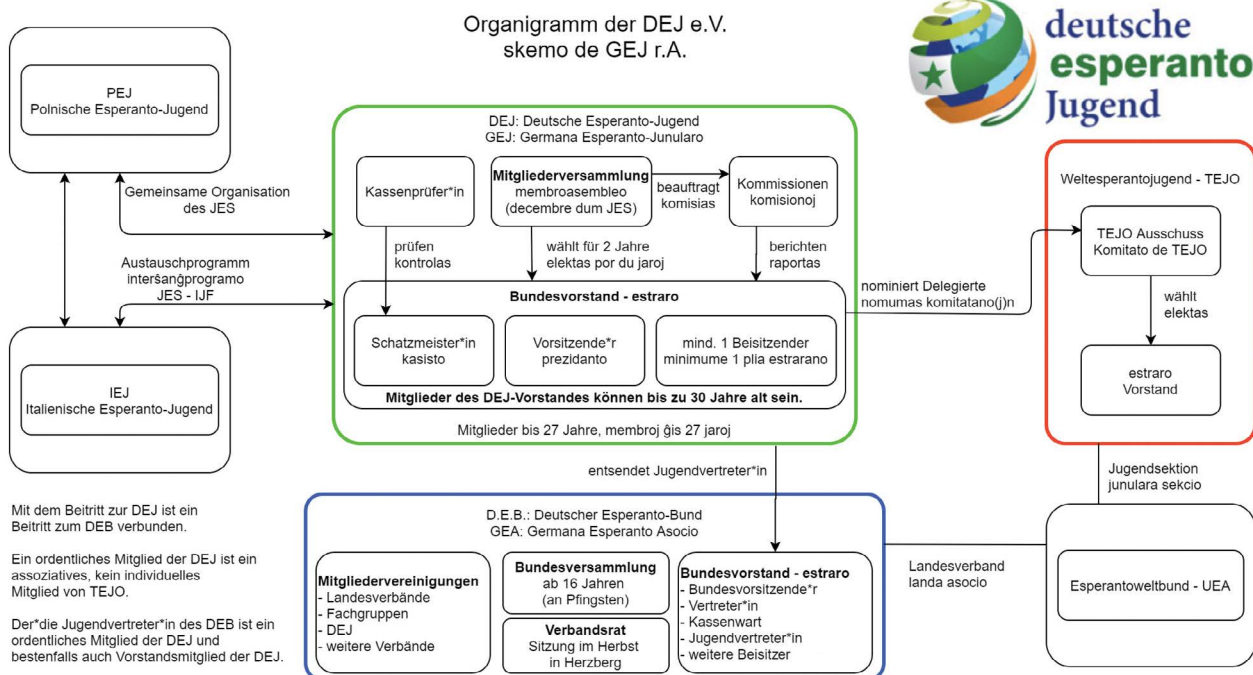 Organigramm der DEJ e.V.
skemo de GEJ r.A.
deutsche
esperanto
Jugend
PEJ
Polnische Esperanto-Jugend
Gemeinsame Organisation
des JES
Austauschprogramm
interŝanĝprogramo
JES - IJF
IEJ
Italienische Esperanto-Jugend
DEJ: Deutsche Esperanto-Jugend
GEJ: Germana Esperanto-Junularo
Kassenprüfer*in
Mitgliederversammlung
membroasembleo
(decembre dum JES)
beauftragt
komisias
Kommissionen
komisionoj
prüfen
kontrolas
wählt für 2 Jahre
elektas por du jaroj
berichten
raportas
Bundesvorstand - estraro
Schatzmeister*in
kasisto
Vorsitzende*r
prezidanto
mind. 1 Beisitzender
minimume 1 plia estrarano
Mitglieder des DEJ-Vorstandes können bis zu 30 Jahre alt sein.
Mitglieder bis 27 Jahre, membroj ĝis 27 jaroj
nominiert Delegierte
nomumas komitatano(j)n
Weltesperantojugend - TEJO
TEJO Ausschuss
Komitato de TEJO
wählt
elektas
estraro
Vorstand
entsendet Jugendvertreter*in
Jugendsektion
junulara sekcio
Mit dem Beitritt zur DEJ ist ein
Beitritt zum DEB verbunden.
Ein ordentliches Mitglied der DEJ ist ein
assoziatives, kein individuelles
Mitglied von TEJO.
Der*die Jugendvertreter*in des DEB ist ein
ordentliches Mitglied der DEJ und
bestenfalls auch Vorstandsmitglied der DEJ.
D.E.B.: Deutscher Esperanto-Bund
GEA: Germana Esperanto Asocio
Mitgliedervereinigungen
- Landesverbände
- Fachgruppen
- DEJ
- weitere Verbände
Bundesversammlung
ab 16 Jahren
(an Pfingsten)
Verbandsrat
Sitzung im Herbst
in Herzberg
Bundesvorstand - estraro
- Bundesvorsitzende*r
- Vertreter*in
- Kassenwart
- Jugendvertreter*in
- weitere Beisitzer
Landesverband
landa asocio
Esperantoweltbund - UEA